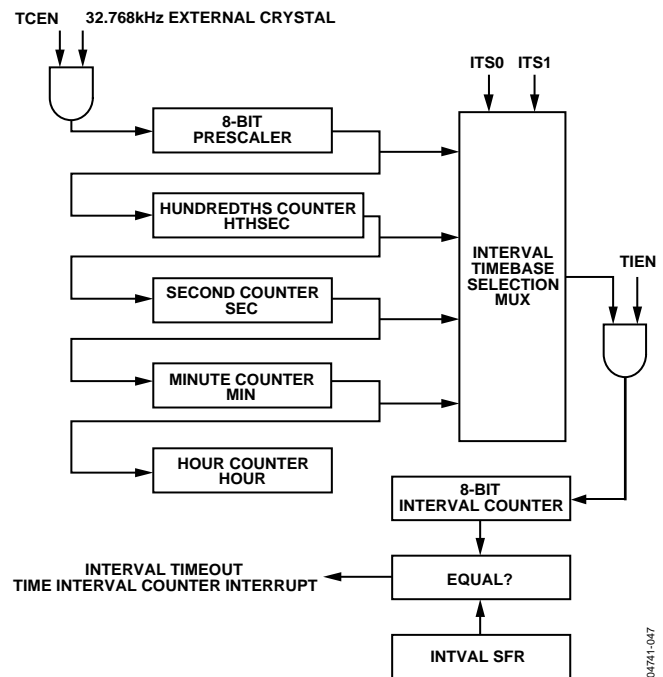 TCEN 32.768kHz EXTERNAL CRYSTAL
ITS0 ITS1
8-BIT
PRESCALER
HUNDREDTHS COUNTER
HTHSEC
INTERVAL
TIMEBASE
SELECTION
MUX
TIEN
SECOND COUNTER
SEC
MINUTE COUNTER
MIN
HOUR COUNTER
HOUR
8-BIT
INTERVAL COUNTER
INTERVAL TIMEOUT
TIME INTERVAL COUNTER INTERRUPT
EQUAL?
INTVAL SFR
04741-047